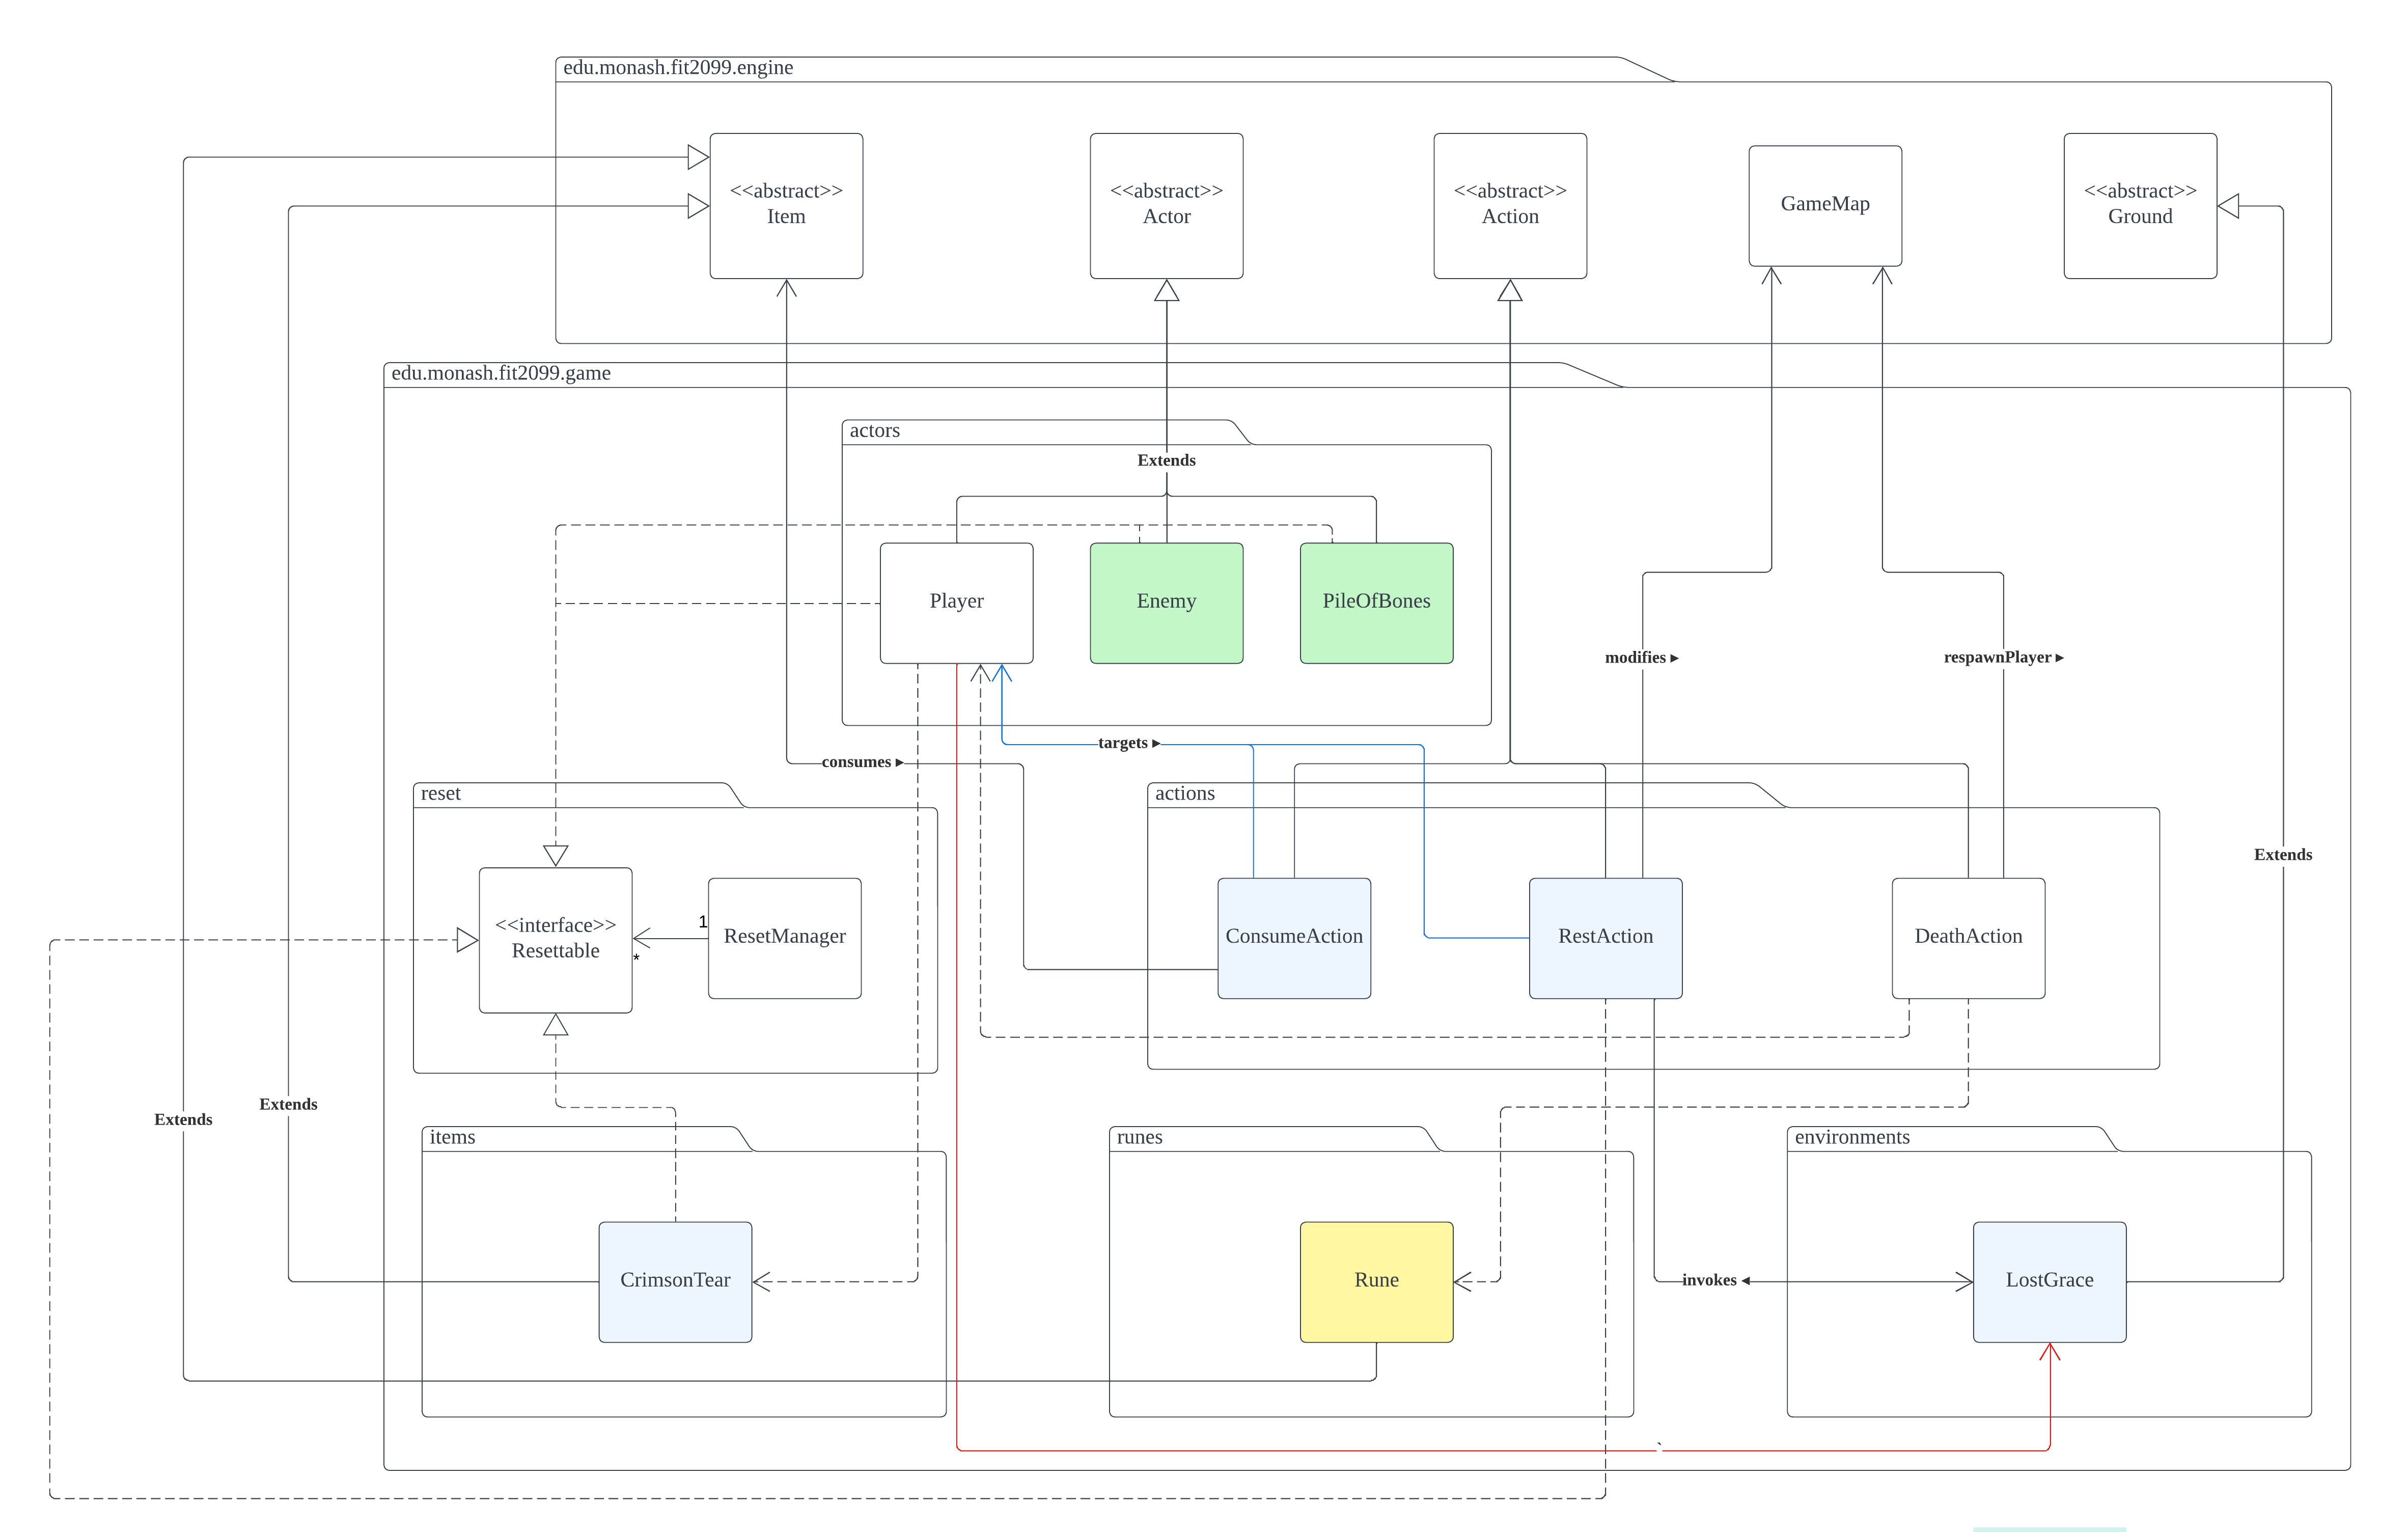 edu.monash.fit2099.engine
<<abstract>>
Item
<<abstract>>
Actor
<<abstract>>
Action
GameMap
<<abstract>>
Ground
edu.monash.fit2099.game
actors
Extends
Player
Enemy
PileOfBones
modifies ▸
respawnPlayer ▸
targets ▸
consumes ▸
reset
actions
Extends
<<interface>>
Resettable
1
*
ResetManager
ConsumeAction
RestAction
DeathAction
Extends
Extends
items
runes
environments
CrimsonTear
Rune
invokes ◂
LostGrace
`